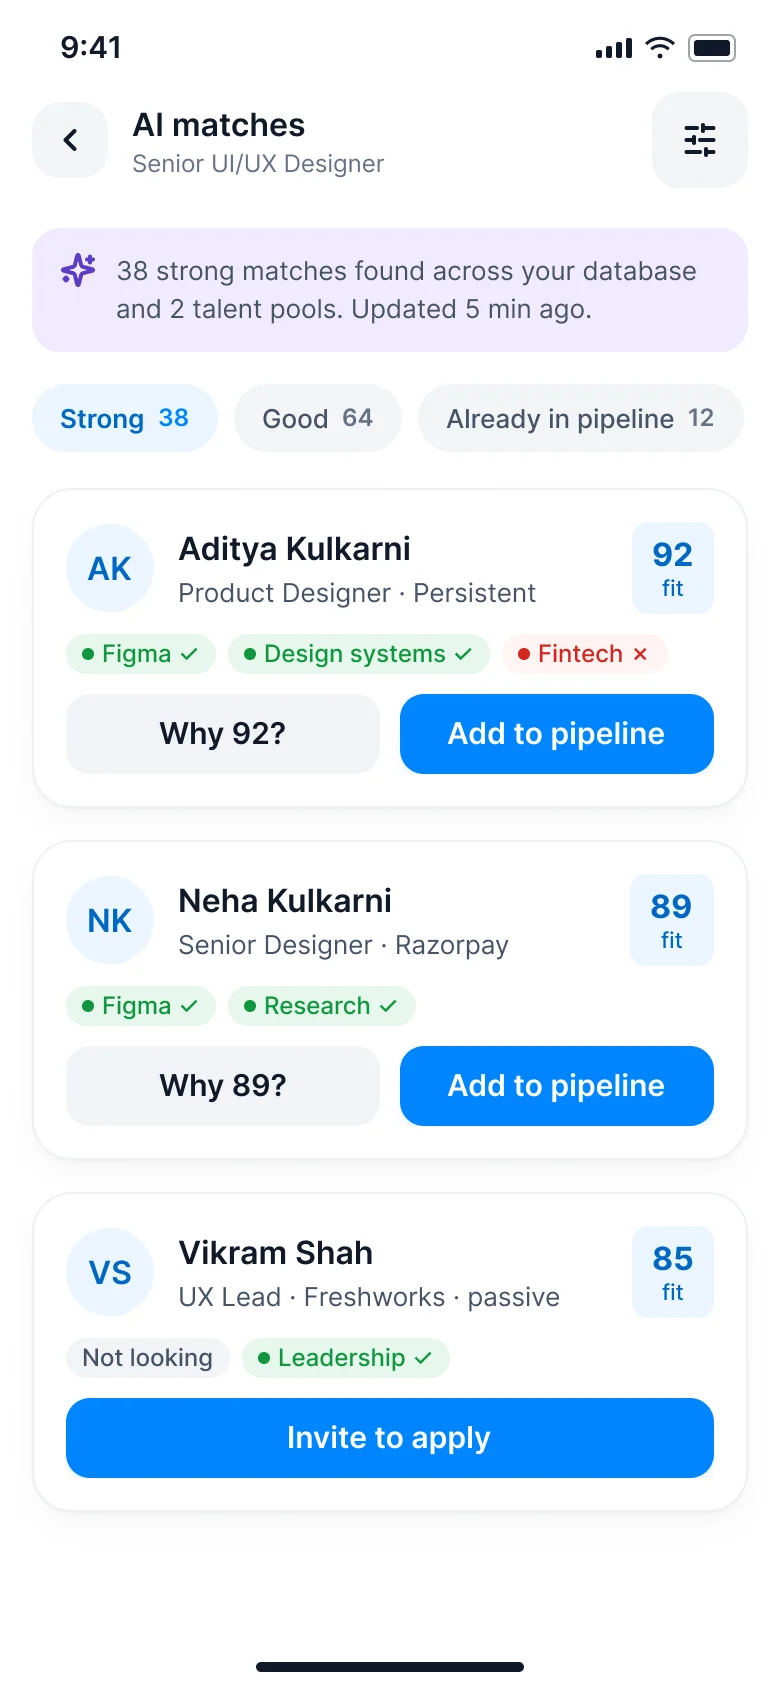 9:41
AI matches
Senior UI/UX Designer
38 strong matches found across your database
and 2 talent pools. Updated 5 min ago.
Strong 38 Good 64 Already in pipeline 12
AK Aditya Kulkarni 92
Product Designer · Persistent fit
Figma ✓ Design systems ✓ Fintech ×
Why 92? Add to pipeline
NK Neha Kulkarni 89
Senior Designer · Razorpay fit
Figma ✓ Research ✓
Why 89? Add to pipeline
VS Vikram Shah 85
UX Lead · Freshworks · passive fit
Not looking Leadership ✓
Invite to apply